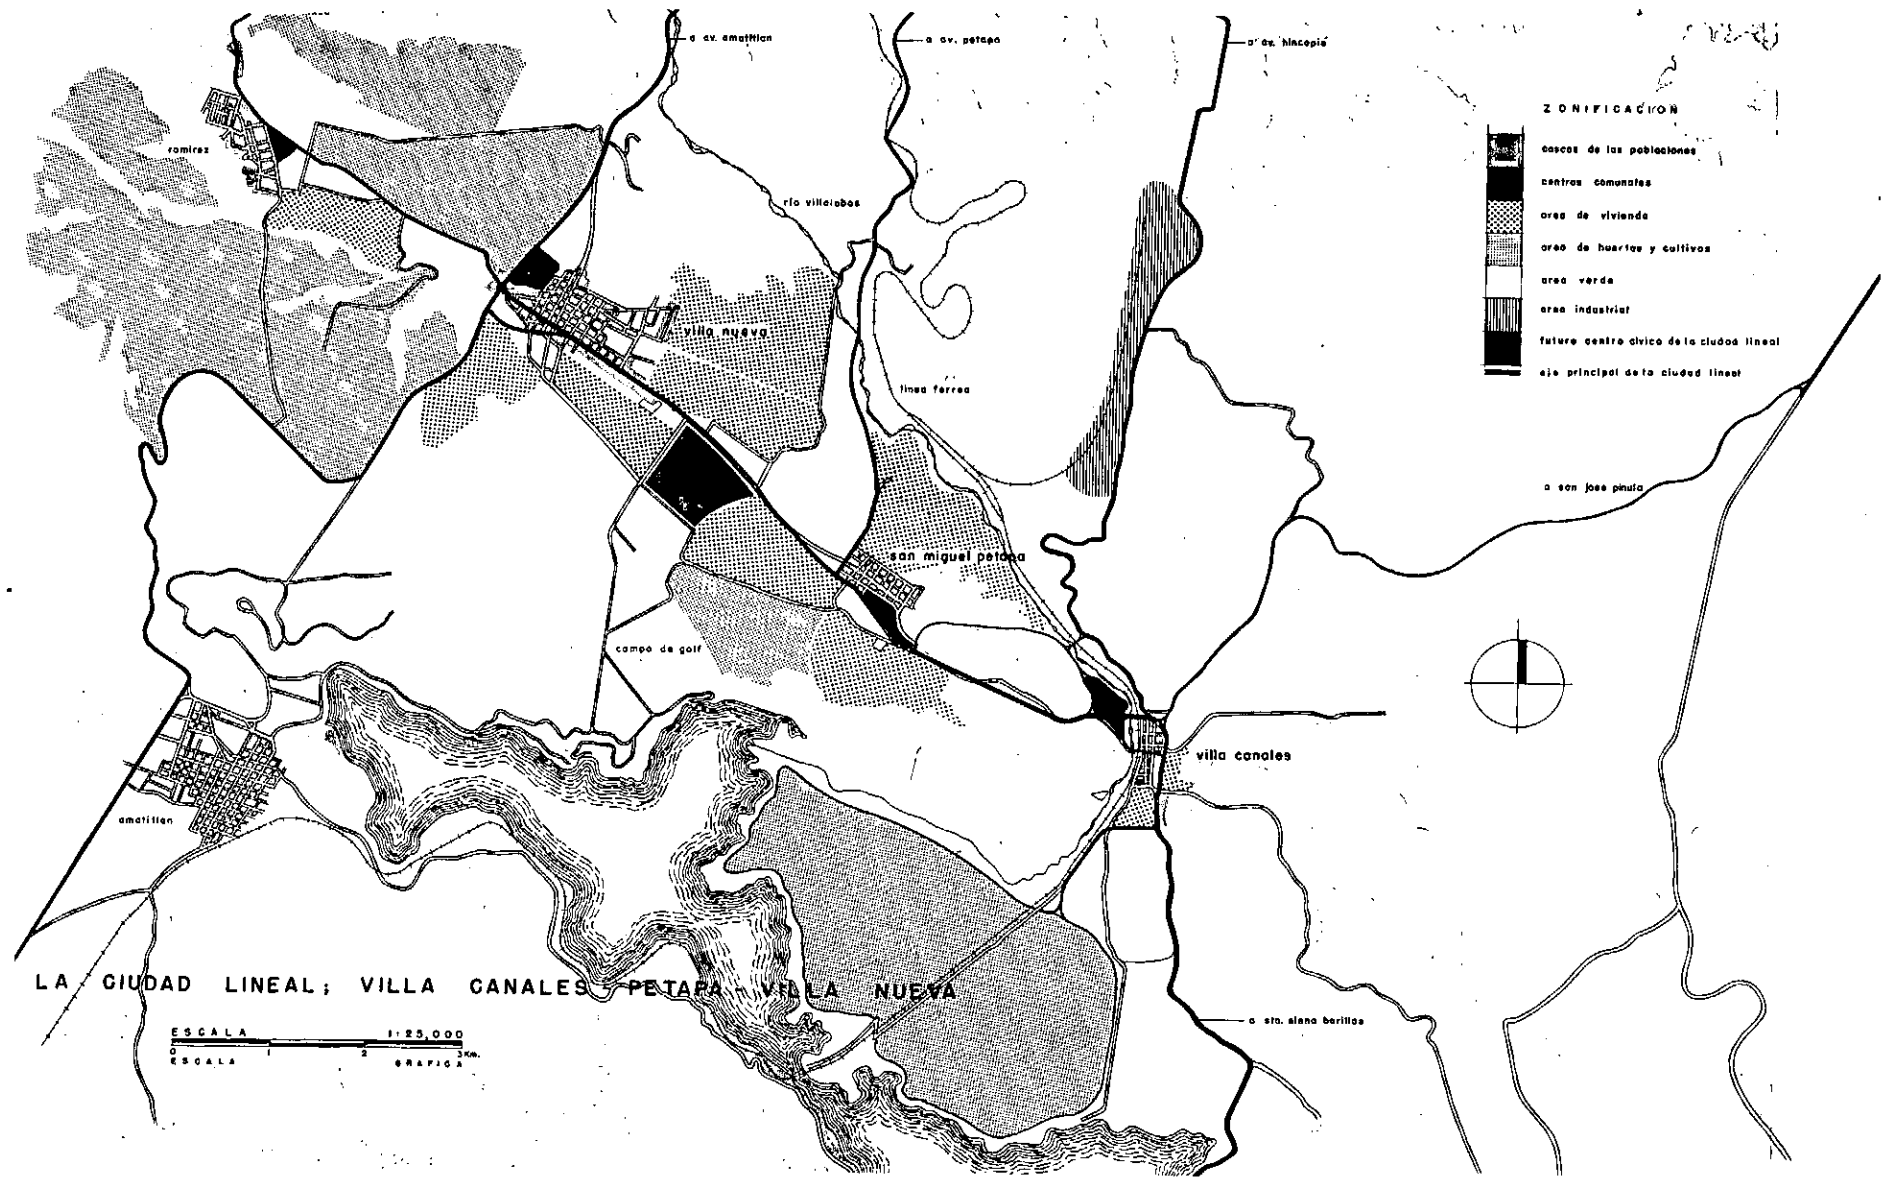 a av. amatitlan
a av. petapa
a av. hincapie
ZONIFICACION
cascos de las poblaciones
centros comunales
area de vivienda
area de huertas y cultivos
area verde
area industrial
futuro centro civico de la ciudad lineal
eje principal de la ciudad lineal
ramirez
río villalobos
villa nueva
linea ferrea
a san jose pinula
san miguel petapa
campo de golf
villa canales
amatitlan
LA CIUDAD LINEAL; VILLA CANALES - PETAPA - VILLA NUEVA
a sta. elena barillas
ESCALA 1:25,000
0 1 2 3 Km.
ESCALA GRAFICA